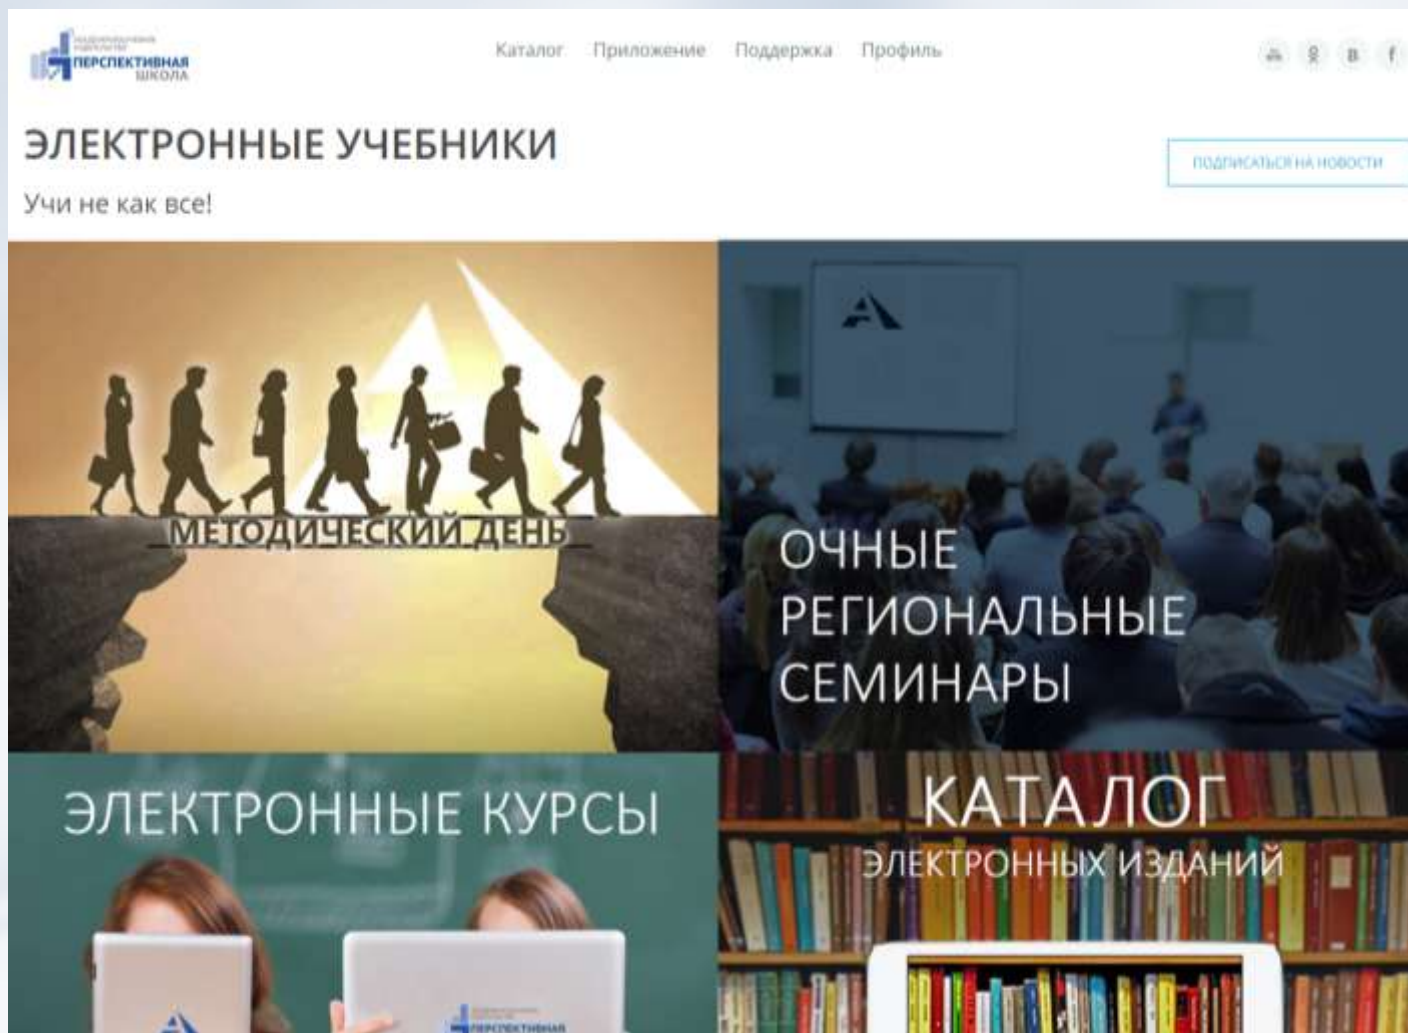 ПЕРСПЕКТИВНАЯ
ШКОЛА
Каталог Приложение Поддержка Профиль
ЭЛЕКТРОННЫЕ УЧЕБНИКИ
ПОДПИСАТЬСЯ НА НОВОСТИ
Учи не как все!
МЕТОДИЧЕСКИЙ ДЕНЬ
ОЧНЫЕ
РЕГИОНАЛЬНЫЕ
СЕМИНАРЫ
ЭЛЕКТРОННЫЕ КУРСЫ
КАТАЛОГ
ЭЛЕКТРОННЫХ ИЗДАНИЙ
ПЕРСПЕКТИВНАЯ